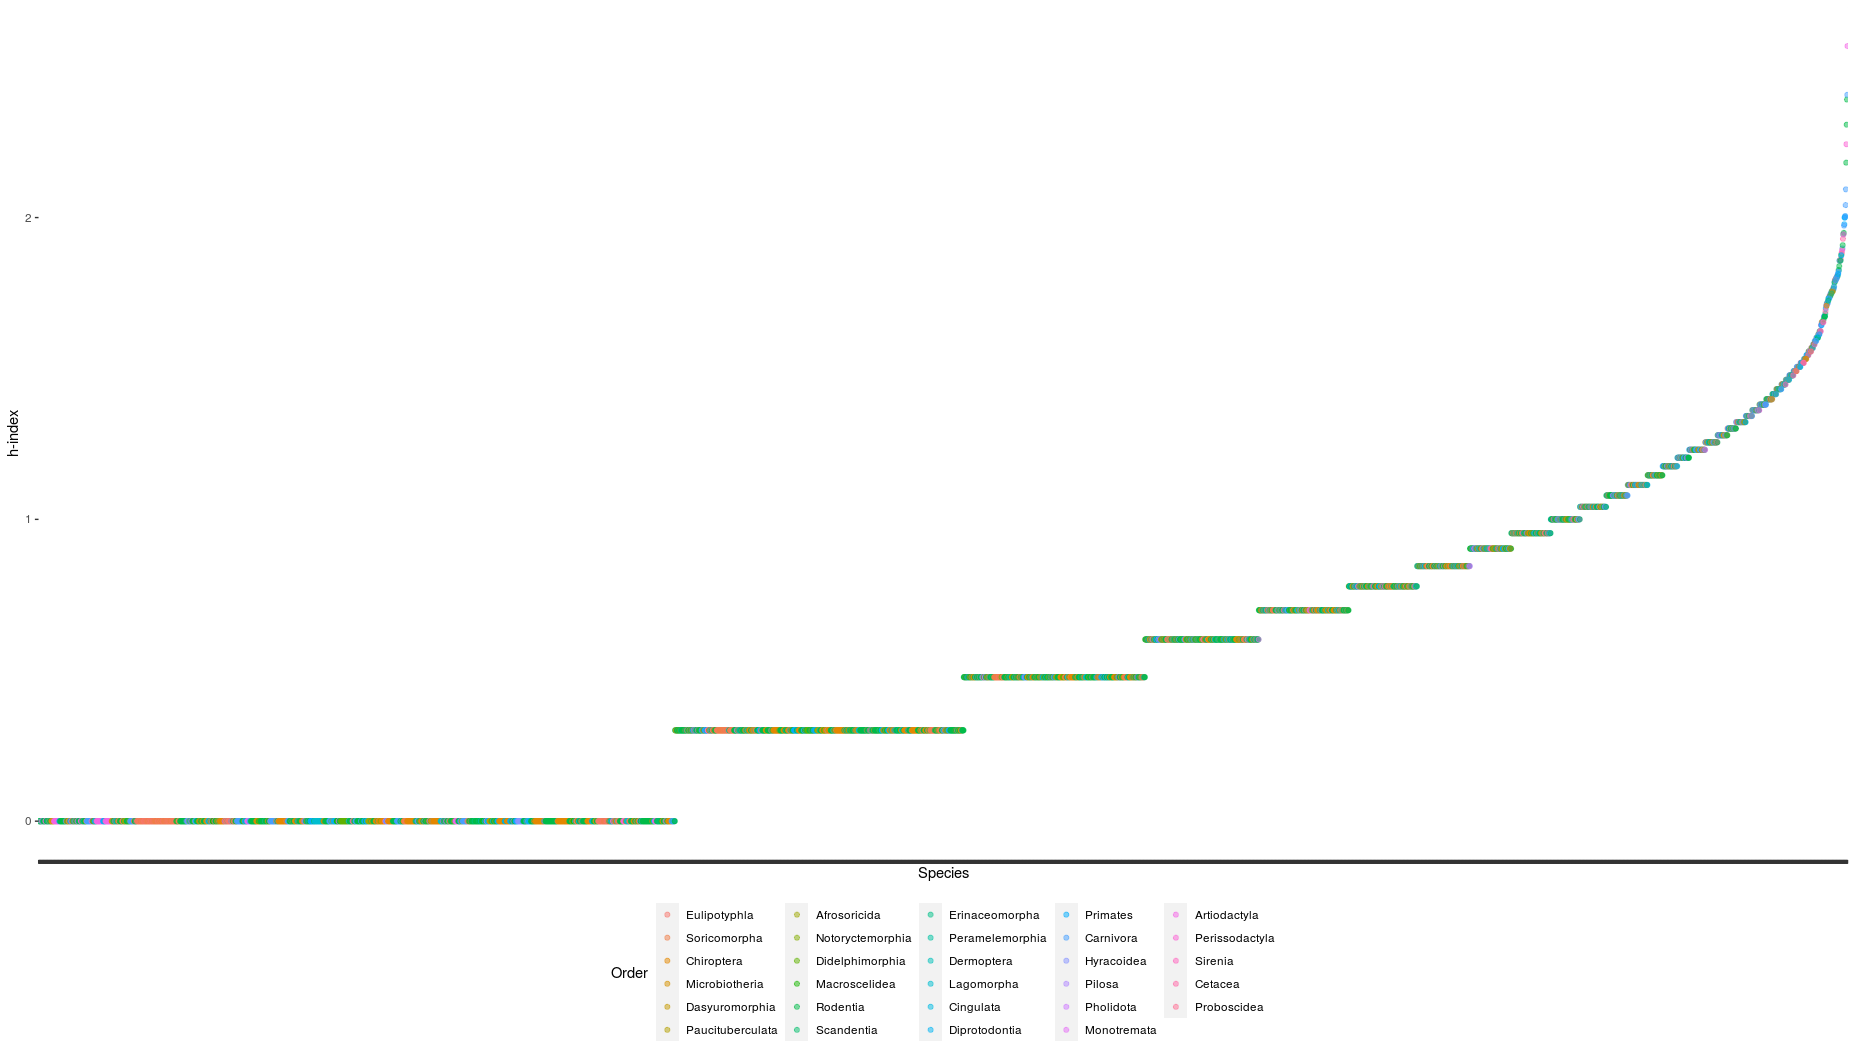 h-index
2
1
0
Species
Order
Eulipotyphla
Soricomorpha
Chiroptera
Microbiotheria
Dasyuromorphia
Paucituberculata
Afrosoricida
Notoryctemorphia
Didelphimorphia
Macroscelidea
Rodentia
Scandentia
Erinaceomorpha
Peramelemorphia
Dermoptera
Lagomorpha
Cingulata
Diprotodontia
Primates
Carnivora
Hyracoidea
Pilosa
Pholidota
Monotremata
Artiodactyla
Perissodactyla
Sirenia
Cetacea
Proboscidea